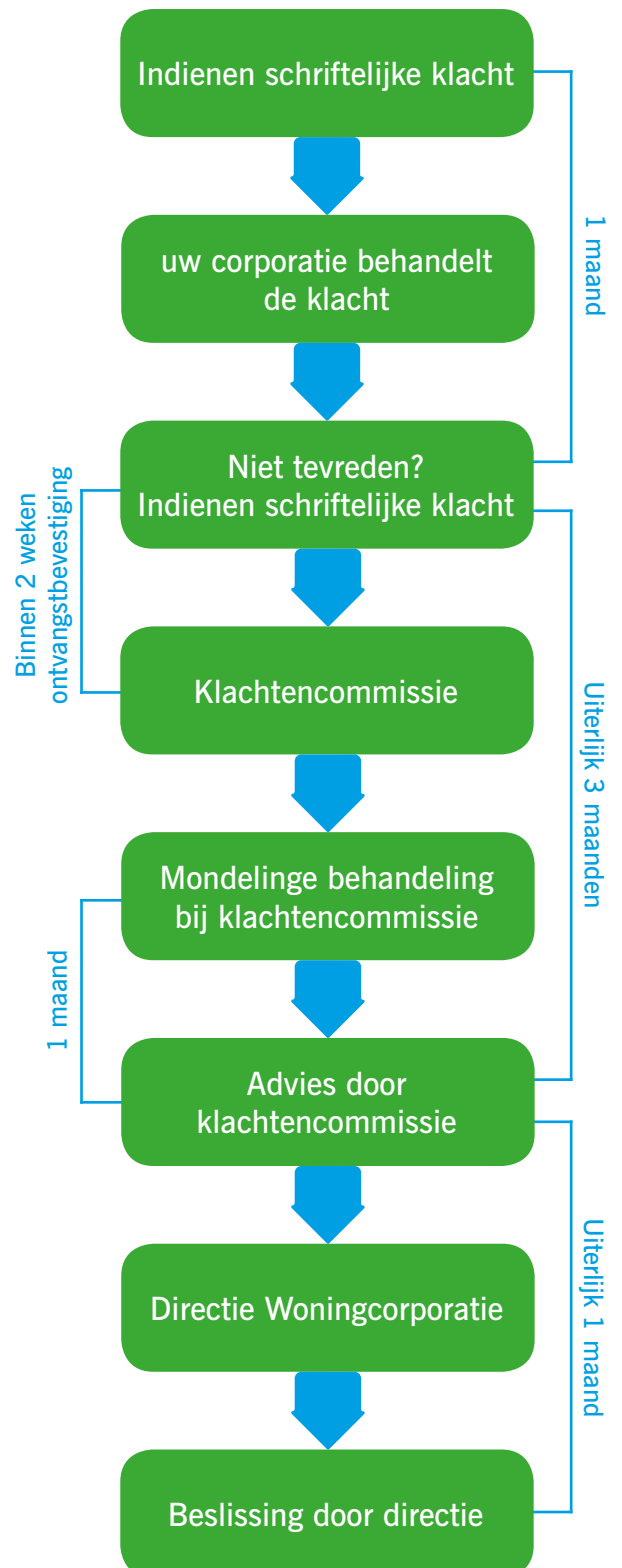 Indienen schriftelijke klacht
1 maand
uw corporatie behandelt
de klacht
Niet tevreden?
Indienen schriftelijke klacht
Binnen 2 weken
ontvangstbevestiging
Klachtencommissie
Uiterlijk 3 maanden
Mondelinge behandeling
bij klachtencommissie
1 maand
Advies door
klachtencommissie
Directie Woningcorporatie
Uiterlijk 1 maand
Beslissing door directie